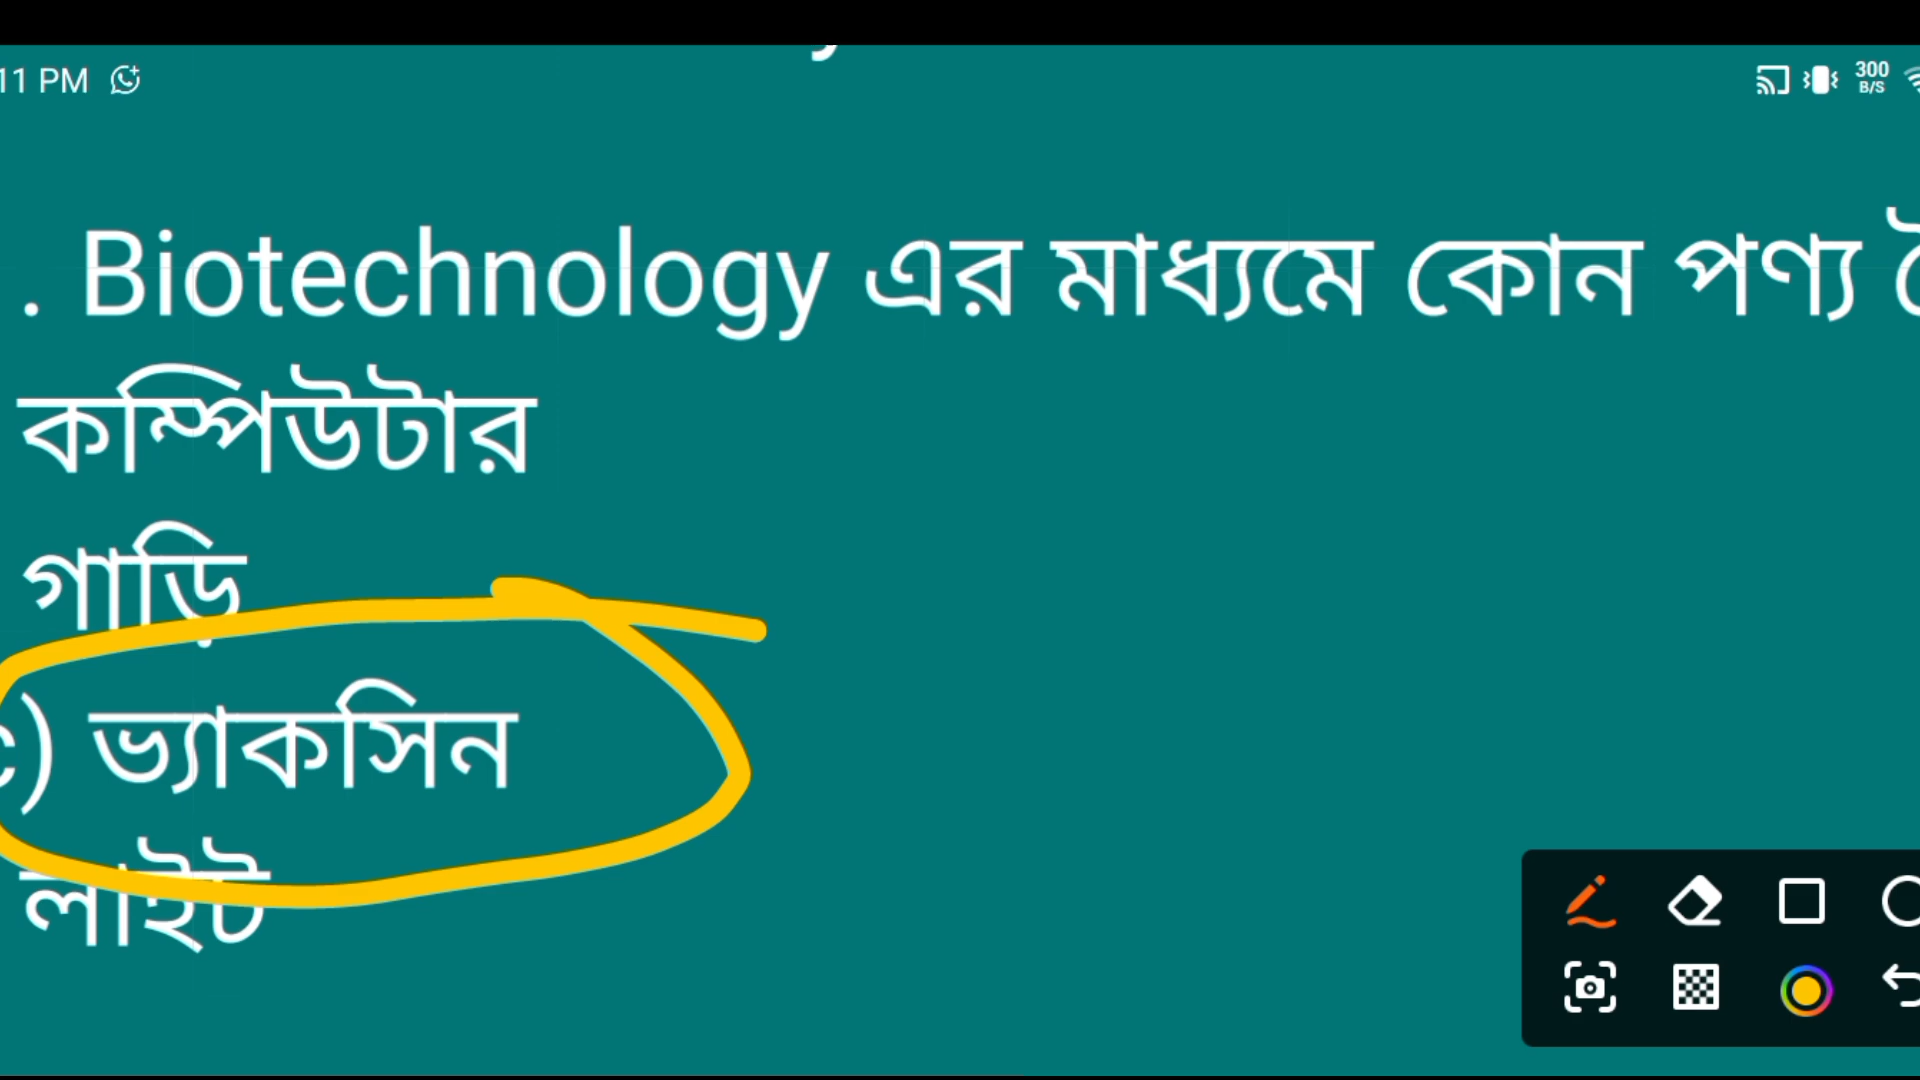 11 PM
300
B/S
. Biotechnology এর মাধ্যমে কোন পণ্য
কম্পিউটার
গাড়ি
c) ভ্যাকসিন
লাইট